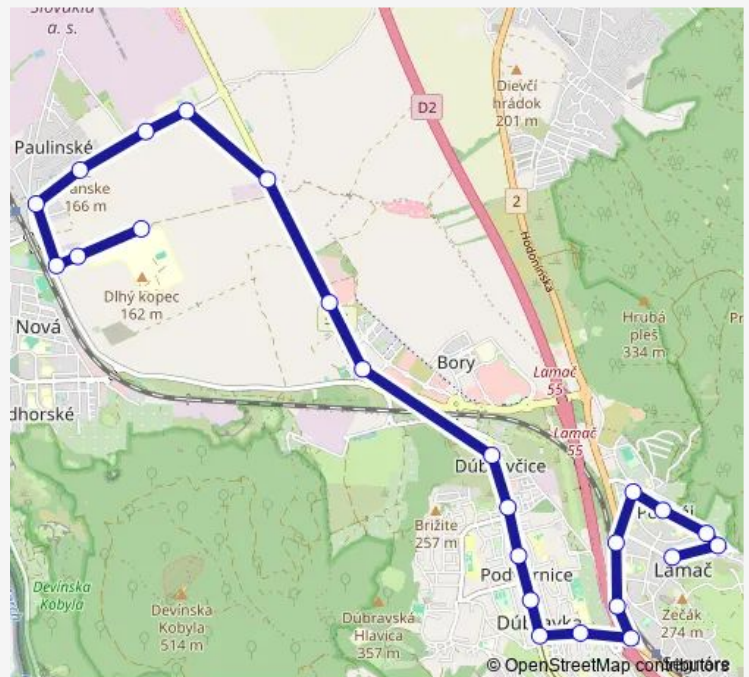 Slovakia
a. s.
Dievčí
hrádok
201 m
D2
Paulinské
166 m
2
Hodonínska
Dlhý kopec
162 m
Hrubá
pleš
334 m
Nová
Bory
Lamač
55
Lamač
55
Brižite
257 m
Lamač
Devínska
Kobyla
Devínska
Kobyla
514 m
Dúbravská
Hlavica
357 m
Dúbravka
Zečák
274 m
© OpenStreetMap contributors